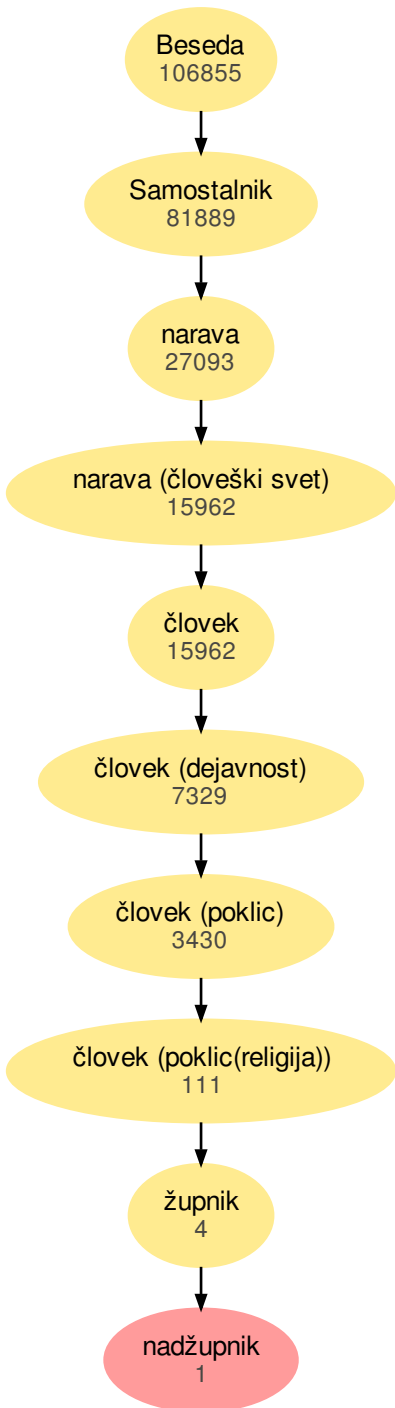 Beseda
106855
Samostalnik
81889
narava
27093
narava (človeški svet)
15962
človek
15962
človek (dejavnost)
7329
človek (poklic)
3430
človek (poklic(religija))
111
župnik
4
nadžupnik
1